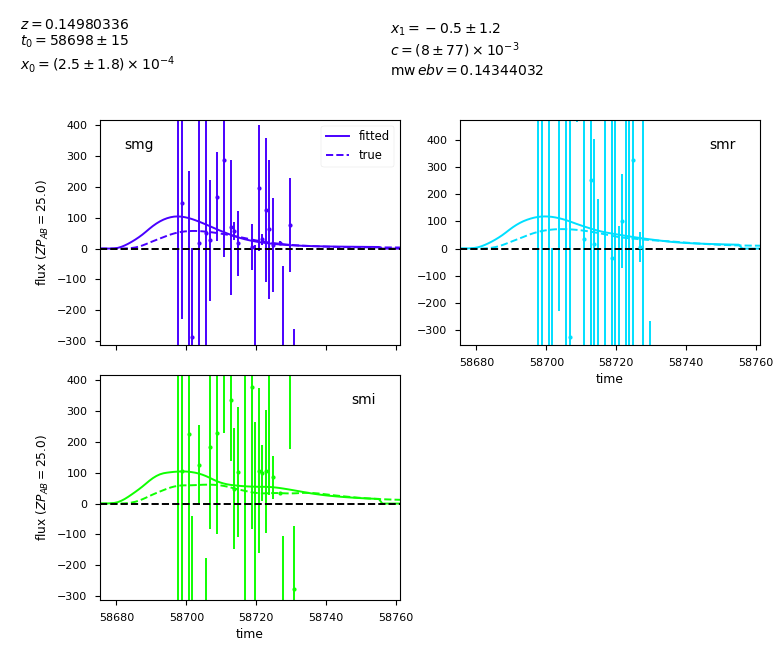 z = 0.14980336
t₀ = 58698 ± 15
x₀ = (2.5 ± 1.8) × 10⁻⁴
x₁ = −0.5 ± 1.2
c = (8 ± 77) × 10⁻³
mw ebv = 0.14344032
smg
fitted
true
400
300
200
100
0
−100
−200
−300
flux (ZP_AB = 25.0)
smr
400
300
200
100
0
−100
−200
−300
58680 58700 58720 58740 58760
time
smi
400
300
200
100
0
−100
−200
−300
flux (ZP_AB = 25.0)
58680 58700 58720 58740 58760
time